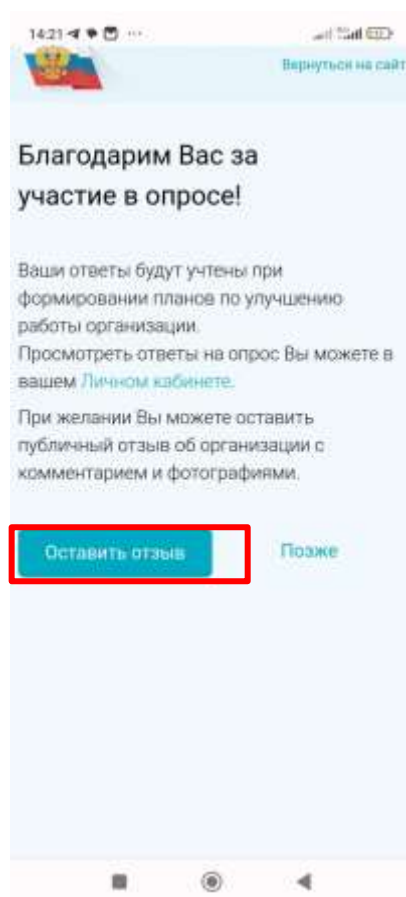 14:21
Вернуться на сайт
Благодарим Вас за
участие в опросе!
Ваши ответы будут учтены при
формировании планов по улучшению
работы организации.
Просмотреть ответы на опрос Вы можете в
вашем Личном кабинете.
При желании Вы можете оставить
публичный отзыв об организации с
комментарием и фотографиями.
Оставить отзыв
Позже